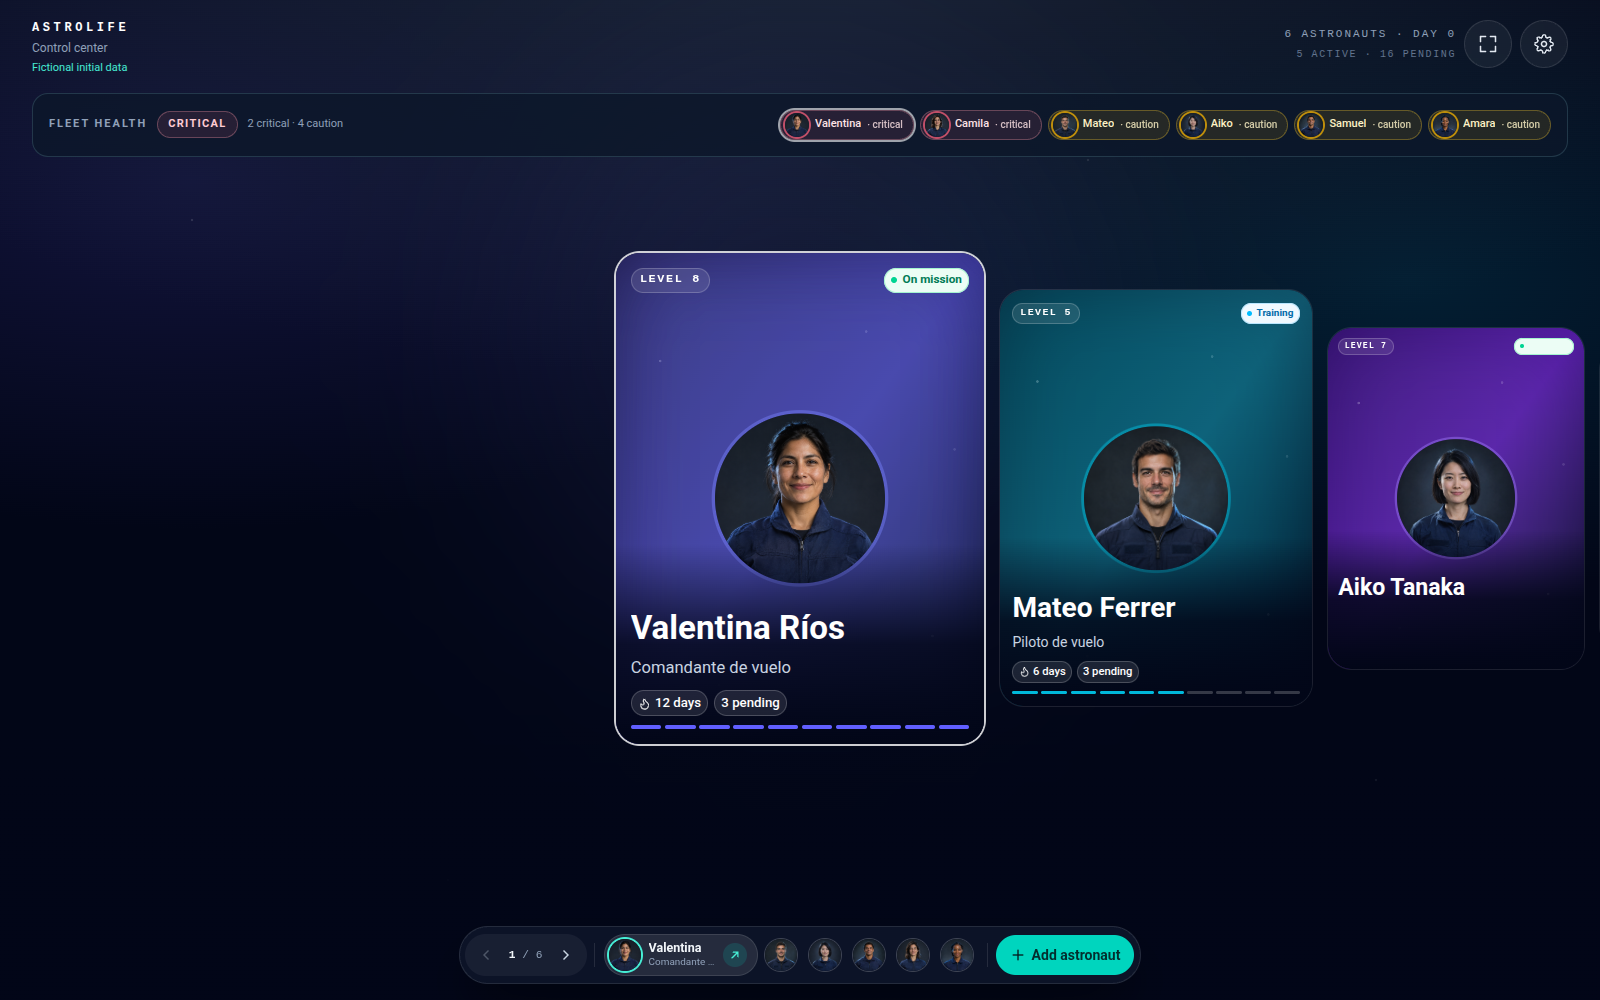 ASTROLIFE
Control center
Fictional initial data
6 ASTRONAUTS · DAY 0
5 ACTIVE · 16 PENDING
FLEET HEALTH CRITICAL 2 critical · 4 caution
Valentina · critical
Camila · critical
Mateo · caution
Aiko · caution
Samuel · caution
Amara · caution
LEVEL 8
On mission
Valentina Ríos
Comandante de vuelo
12 days
3 pending
LEVEL 5
Training
Mateo Ferrer
Piloto de vuelo
6 days
3 pending
LEVEL 7
Aiko Tanaka
1 / 6
Valentina
Comandante ...
Add astronaut